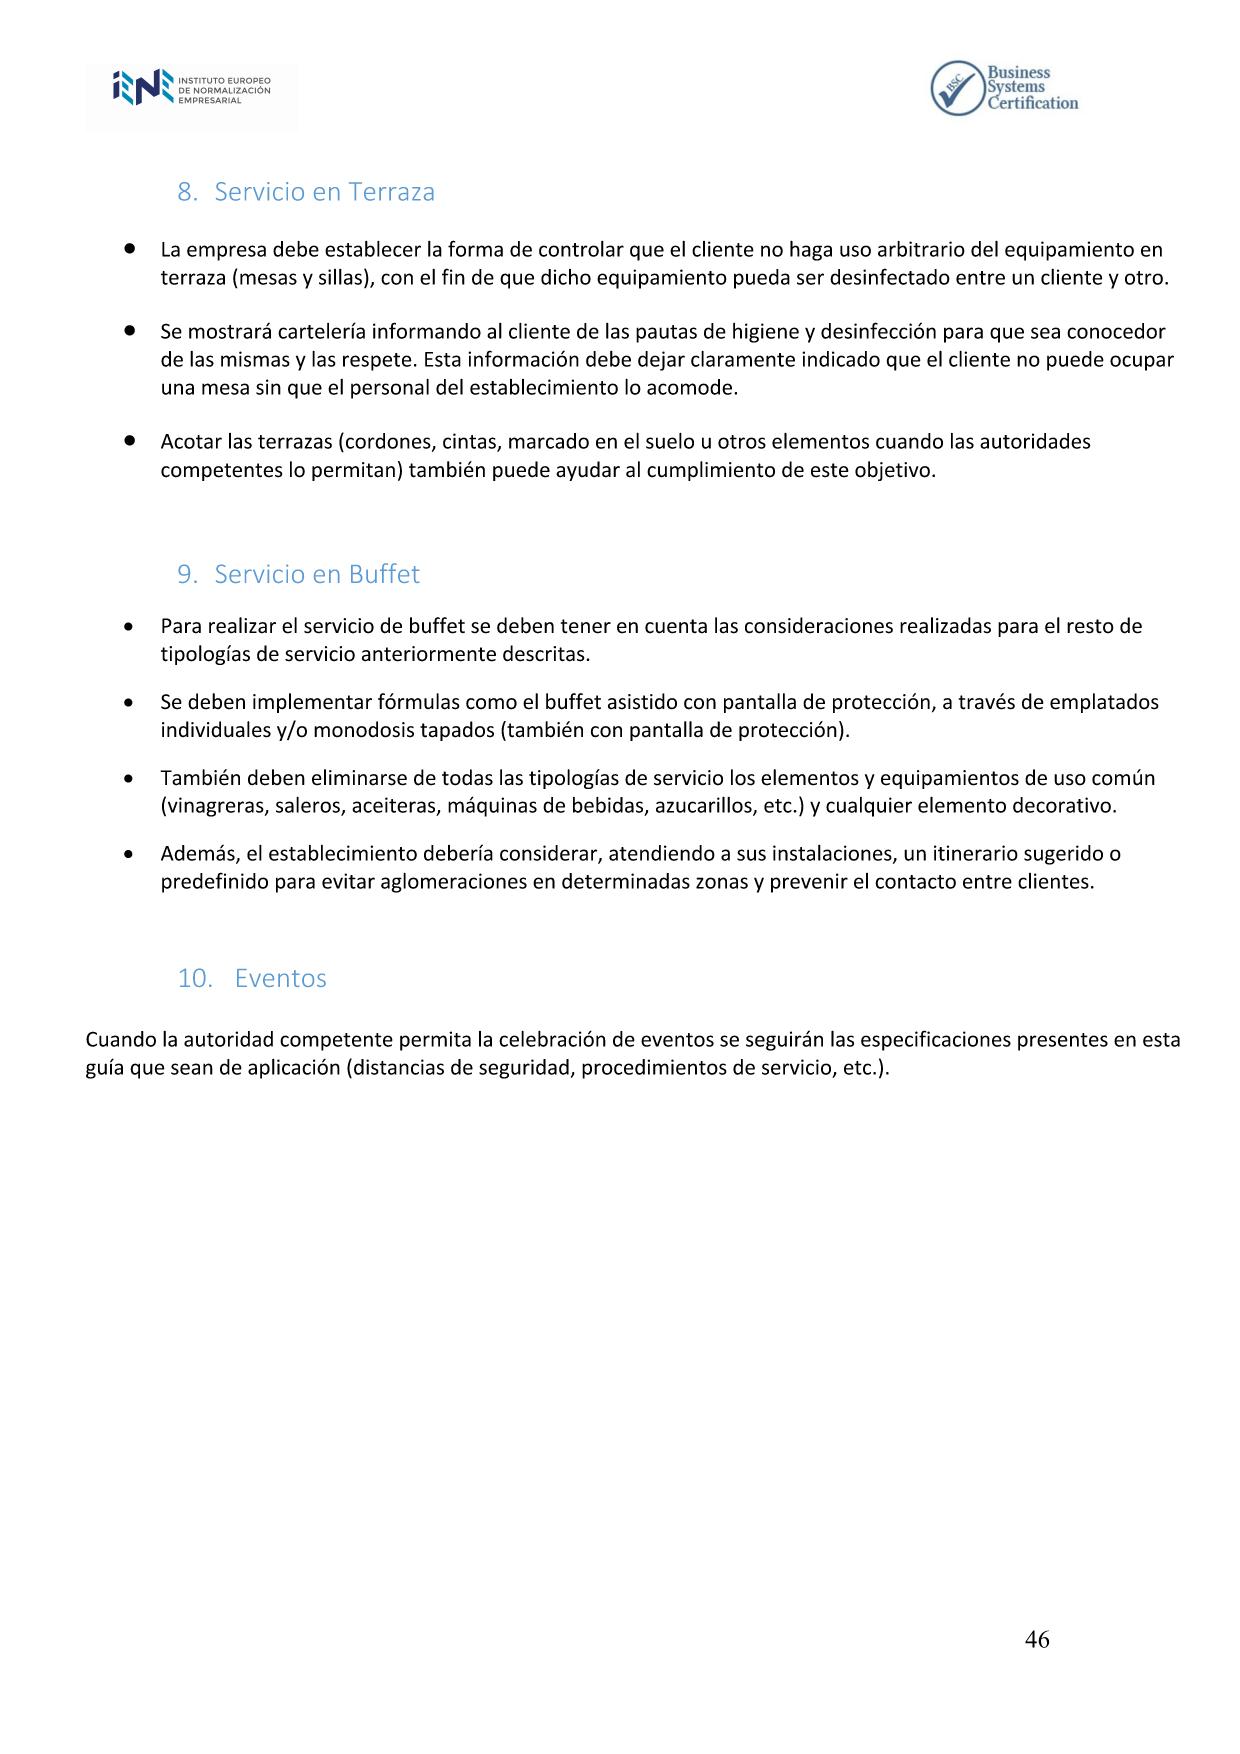 iENE INSTITUTO EUROPEO
DE NORMALIZACIÓN
EMPRESARIAL
BSC Business
Systems
Certification
8. Servicio en Terraza
● La empresa debe establecer la forma de controlar que el cliente no haga uso arbitrario del equipamiento en
terraza (mesas y sillas), con el fin de que dicho equipamiento pueda ser desinfectado entre un cliente y otro.
● Se mostrará cartelería informando al cliente de las pautas de higiene y desinfección para que sea conocedor
de las mismas y las respete. Esta información debe dejar claramente indicado que el cliente no puede ocupar
una mesa sin que el personal del establecimiento lo acomode.
● Acotar las terrazas (cordones, cintas, marcado en el suelo u otros elementos cuando las autoridades
competentes lo permitan) también puede ayudar al cumplimiento de este objetivo.
9. Servicio en Buffet
• Para realizar el servicio de buffet se deben tener en cuenta las consideraciones realizadas para el resto de
tipologías de servicio anteriormente descritas.
• Se deben implementar fórmulas como el buffet asistido con pantalla de protección, a través de emplatados
individuales y/o monodosis tapados (también con pantalla de protección).
• También deben eliminarse de todas las tipologías de servicio los elementos y equipamientos de uso común
(vinagreras, saleros, aceiteras, máquinas de bebidas, azucarillos, etc.) y cualquier elemento decorativo.
• Además, el establecimiento debería considerar, atendiendo a sus instalaciones, un itinerario sugerido o
predefinido para evitar aglomeraciones en determinadas zonas y prevenir el contacto entre clientes.
10. Eventos
Cuando la autoridad competente permita la celebración de eventos se seguirán las especificaciones presentes en esta
guía que sean de aplicación (distancias de seguridad, procedimientos de servicio, etc.).
46